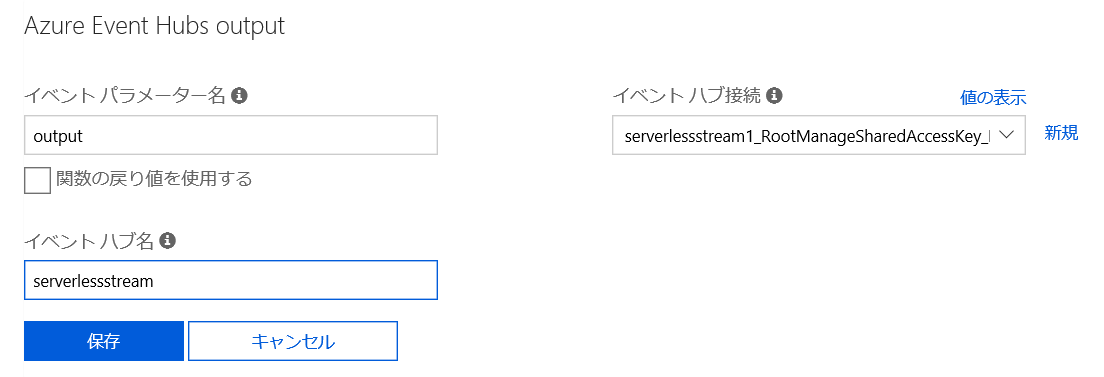 Azure Event Hubs output
イベント パラメーター名
output
関数の戻り値を使用する
イベント ハブ接続
値の表示
serverlessstream1_RootManageSharedAccessKey_
新規
イベント ハブ名
serverlessstream
保存
キャンセル